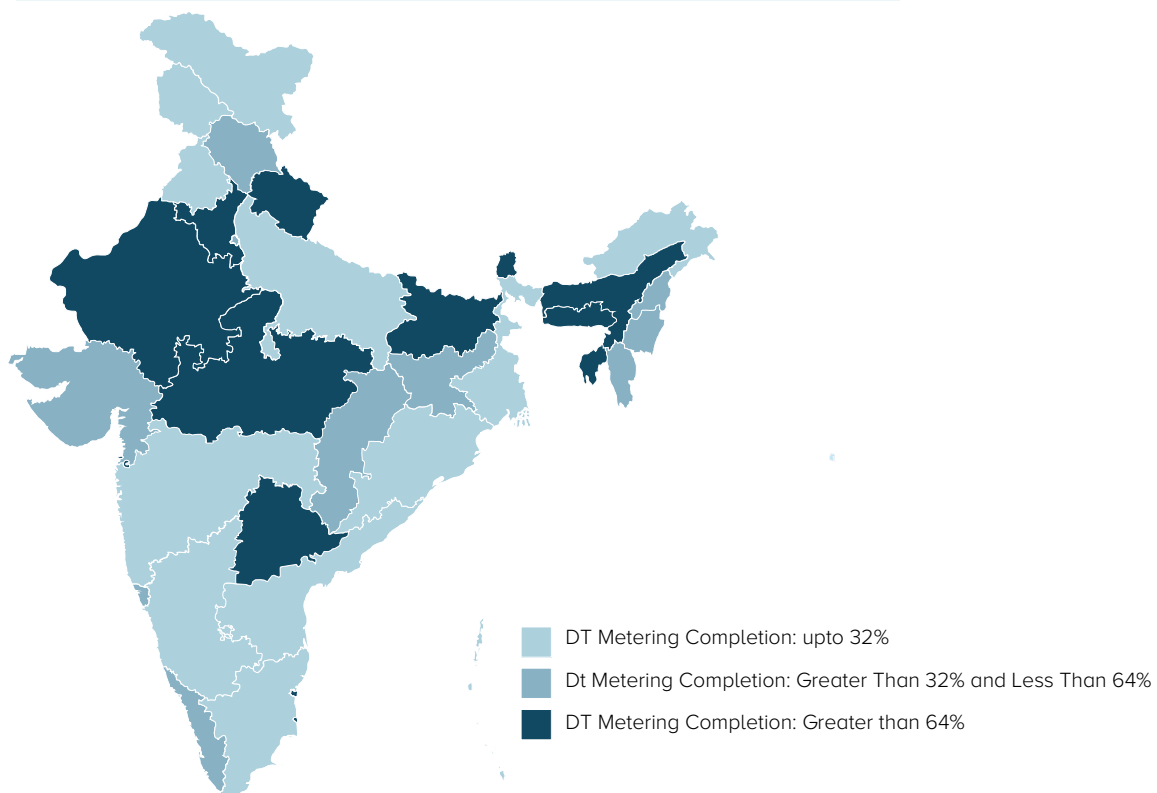 DT Metering Completion: upto 32%
Dt Metering Completion: Greater Than 32% and Less Than 64%
DT Metering Completion: Greater than 64%